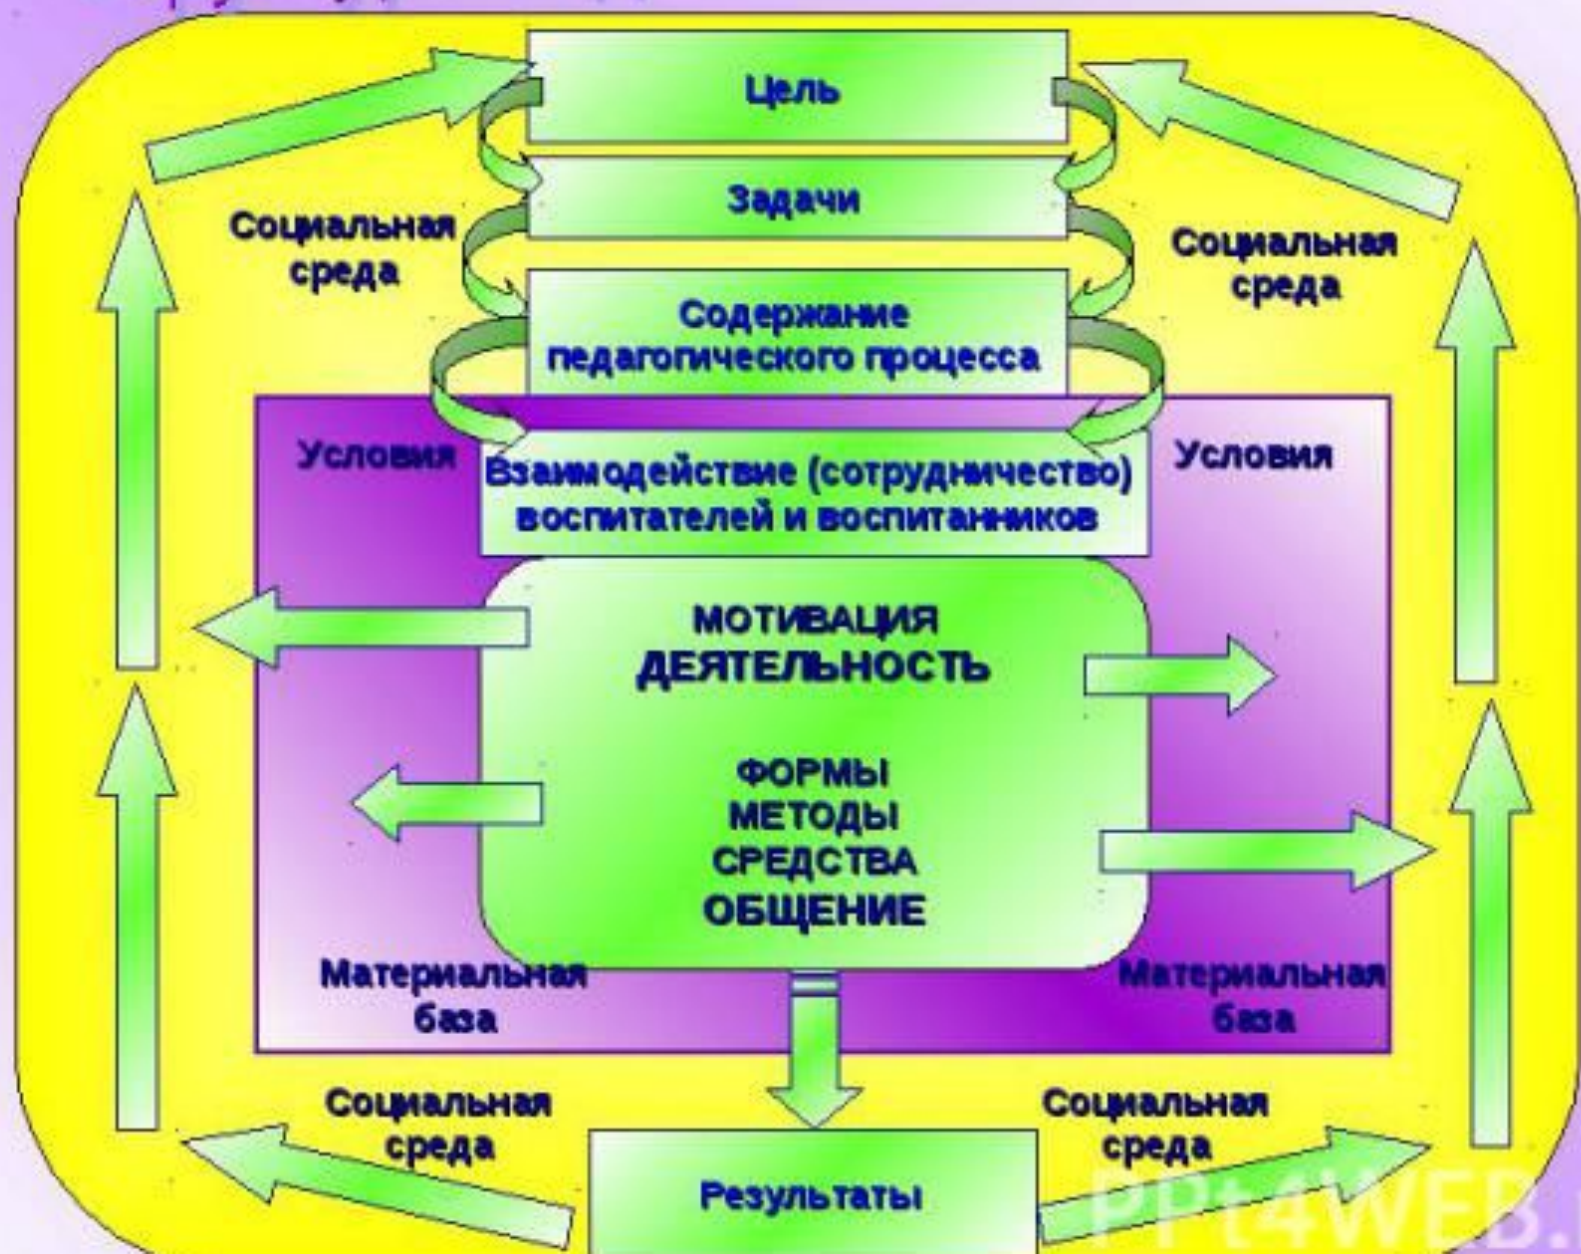 Цель
Задачи
Социальная
среда
Социальная
среда
Содержание
педагогического процесса
Условия
Условия
Взаимодействие (сотрудничество)
воспитателей и воспитанников
МОТИВАЦИЯ
ДЕЯТЕЛЬНОСТЬ
ФОРМЫ
МЕТОДЫ
СРЕДСТВА
ОБЩЕНИЕ
Материальная
база
Материальная
база
Социальная
среда
Социальная
среда
Результаты
PPt4WEB.